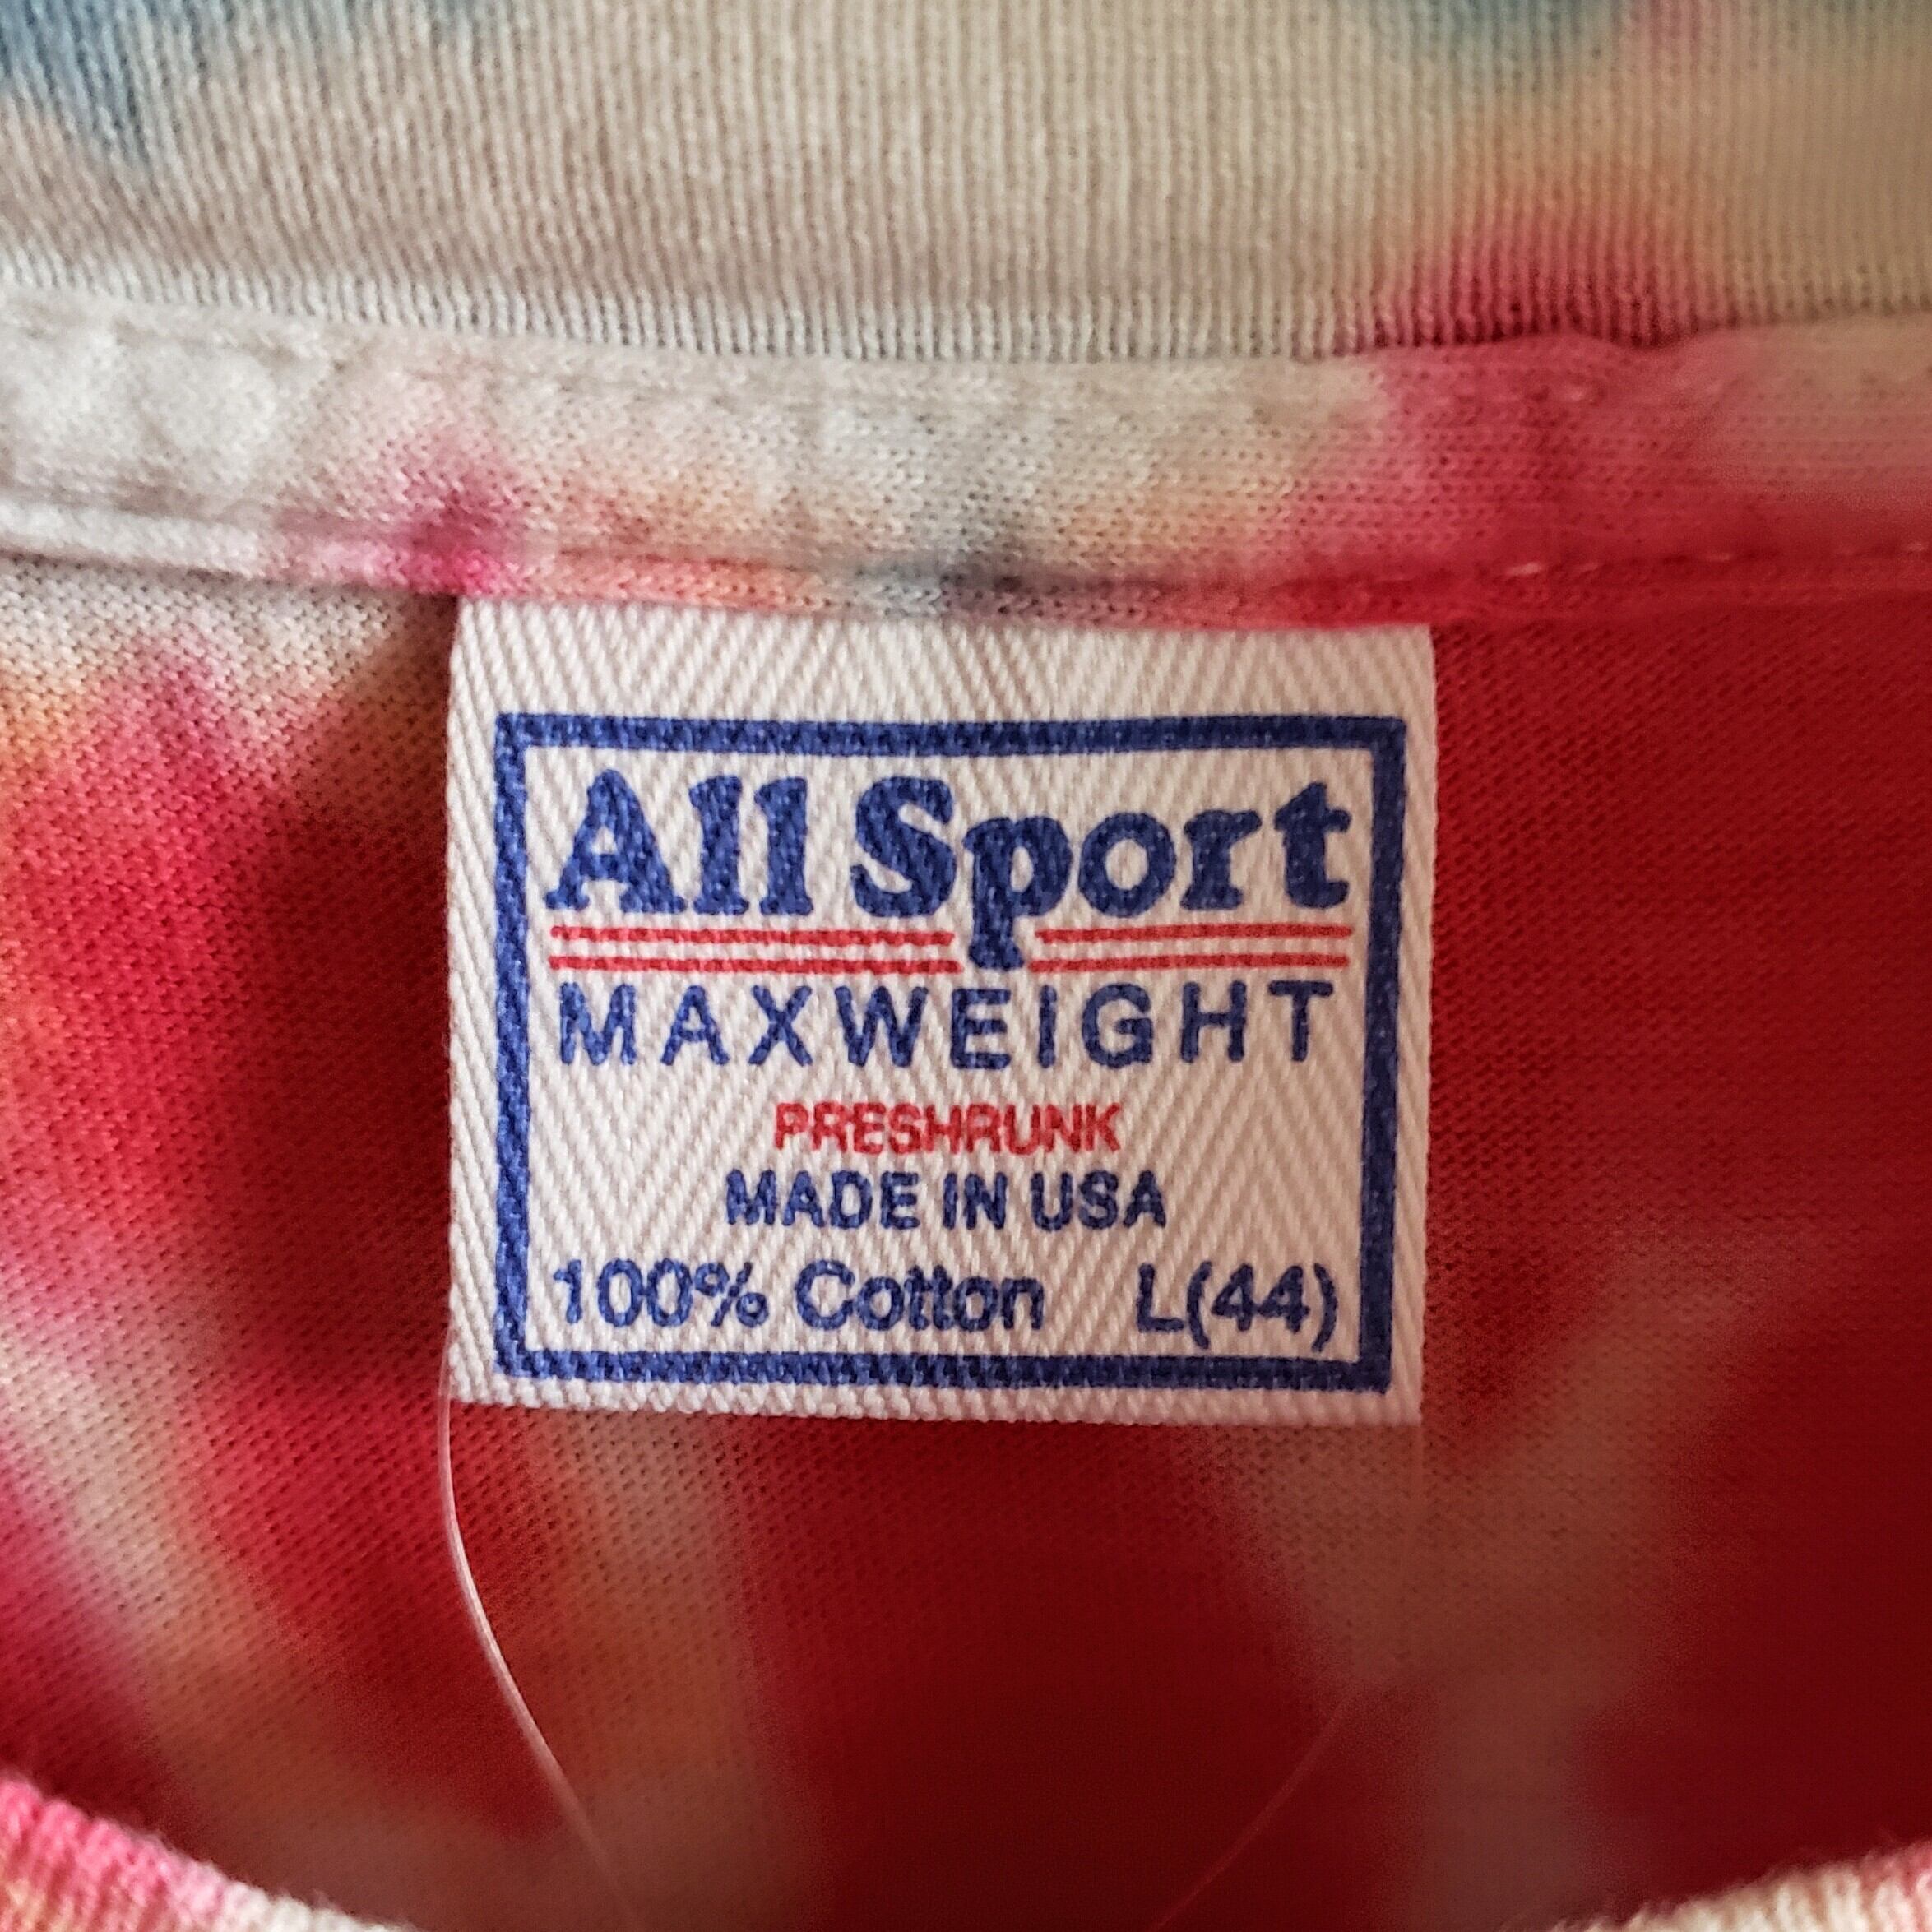 All Sport
MAXWEIGHT
PRESHRUNK
MADE IN USA
100% Cotton L(44)